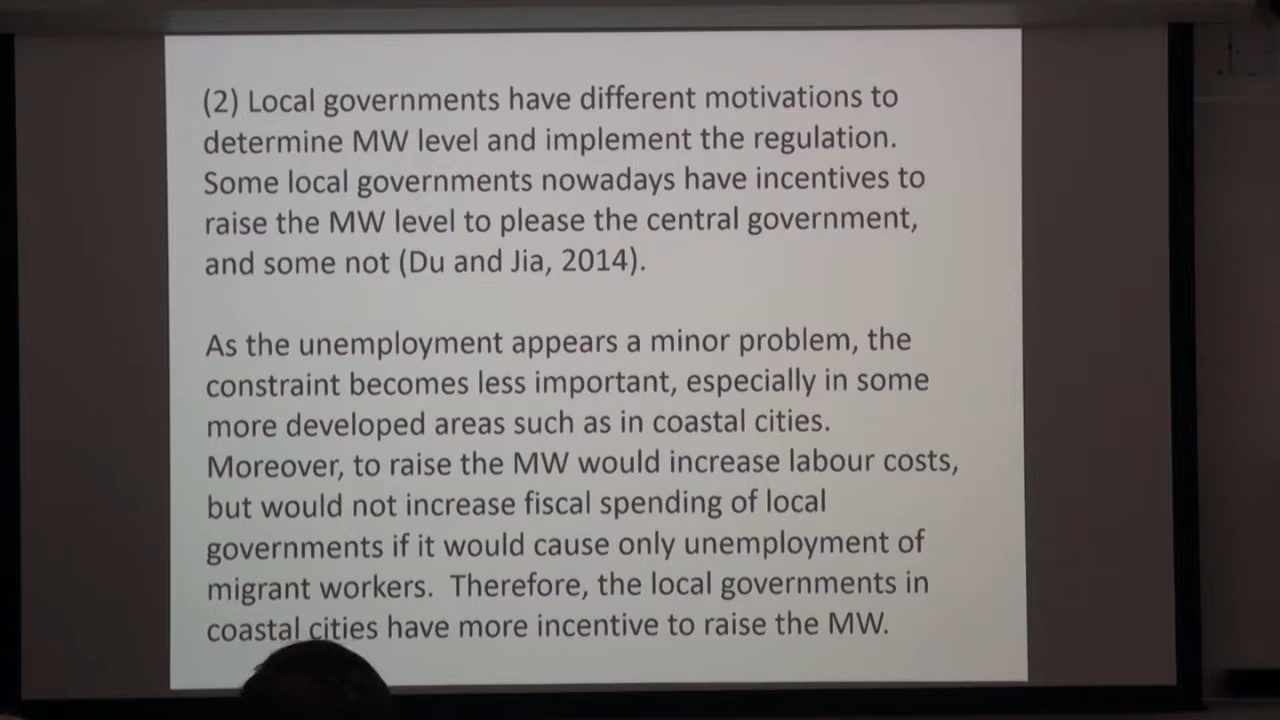 (2) Local governments have different motivations to
determine MW level and implement the regulation.
Some local governments nowadays have incentives to
raise the MW level to please the central government,
and some not (Du and Jia, 2014).
As the unemployment appears a minor problem, the
constraint becomes less important, especially in some
more developed areas such as in coastal cities.
Moreover, to raise the MW would increase labour costs,
but would not increase fiscal spending of local
governments if it would cause only unemployment of
migrant workers.  Therefore, the local governments in
coastal cities have more incentive to raise the MW.